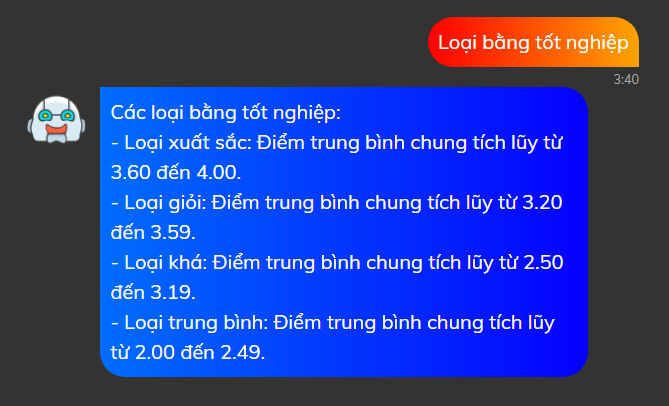 Loại bằng tốt nghiệp
3:40
Các loại bằng tốt nghiệp:
- Loại xuất sắc: Điểm trung bình chung tích lũy từ
3.60 đến 4.00.
- Loại giỏi: Điểm trung bình chung tích lũy từ 3.20
đến 3.59.
- Loại khá: Điểm trung bình chung tích lũy từ 2.50
đến 3.19.
- Loại trung bình: Điểm trung bình chung tích lũy
từ 2.00 đến 2.49.